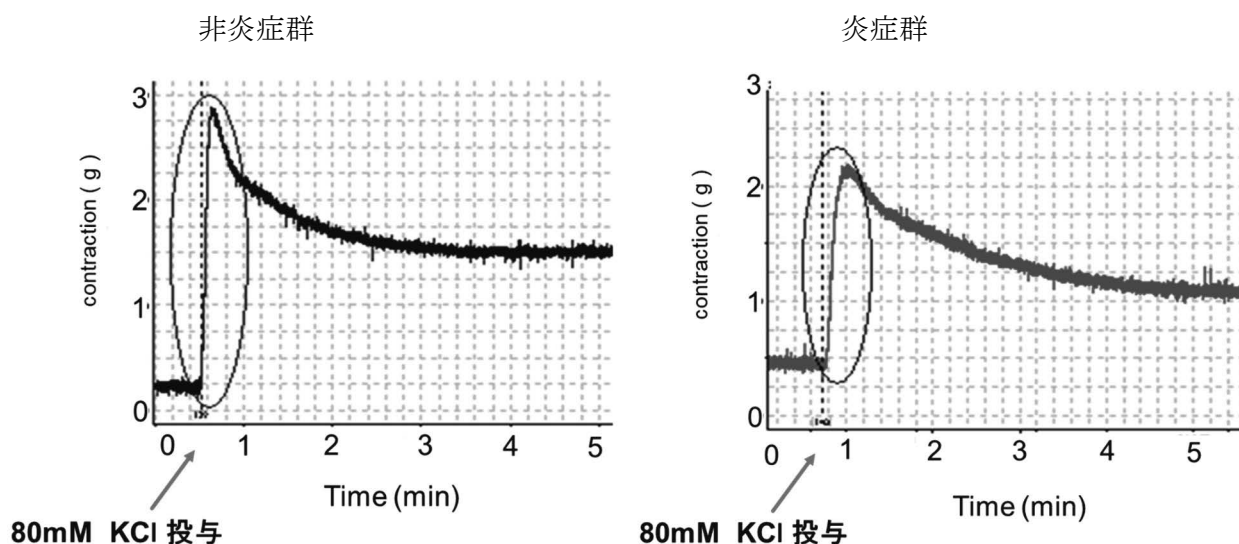 非炎症群
3
2
1
0
contraction ( g )
0 1 2 3 4 5
Time (min)
80mM KCl 投与
炎症群
3
2
1
0
contraction ( g )
0 1 2 3 4 5
Time (min)
80mM KCl 投与